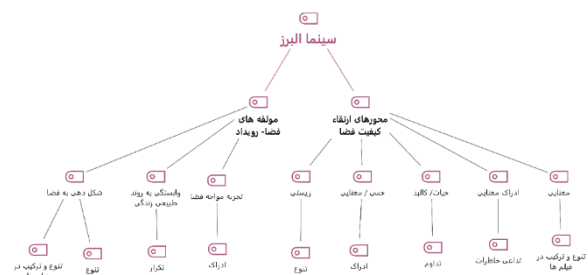 سینما البرز
محورهای ارتقاء
کیفیت فضا
مولفه های
فضا- رویداد
معنایی
ادراک معنایی
حیات/ کالبد
حسی / معنایی
زیستی
تجربه مواجه فضا
وابستگی به روند
طبیعی زندگی
شکل دهی به فضا
تنوع و ترکیب در
فیلم ها
تداعی خاطرات
تداوم
ادراک
تنوع
ادراک
تکرار
تنوع
تنوع و ترکیب در